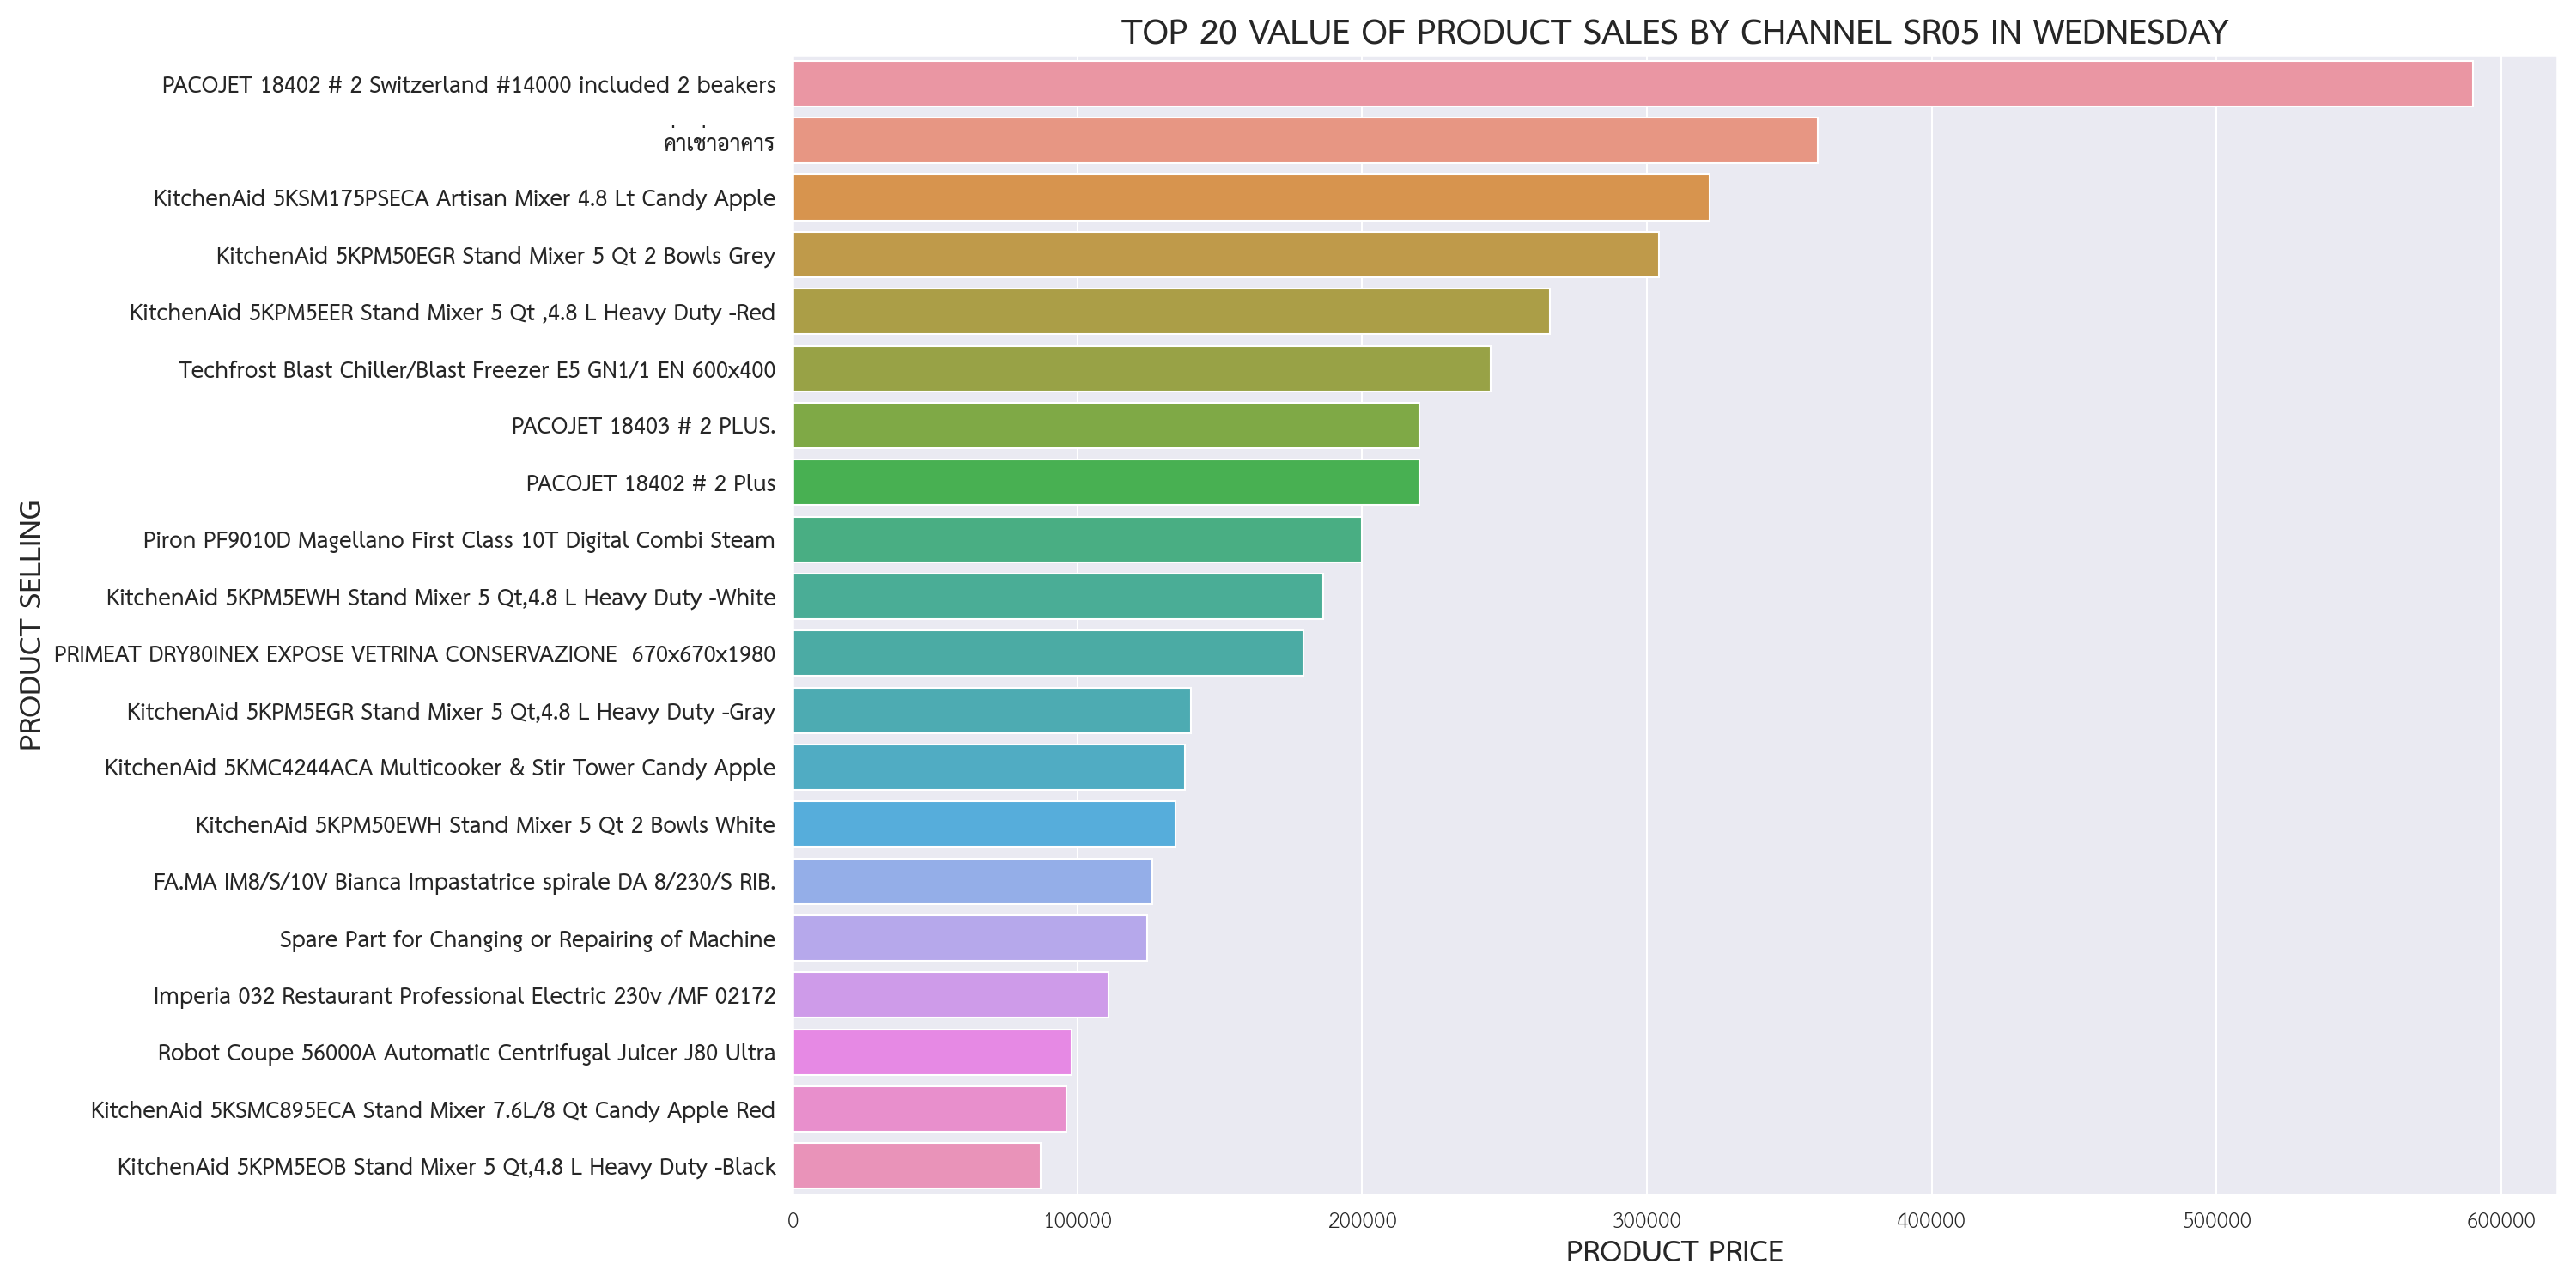 TOP 20 VALUE OF PRODUCT SALES BY CHANNEL SR05 IN WEDNESDAY
PRODUCT SELLING
PACOJET 18402 # 2 Switzerland #14000 included 2 beakers
ค่าเช่าอาคาร
KitchenAid 5KSM175PSECA Artisan Mixer 4.8 Lt Candy Apple
KitchenAid 5KPM50EGR Stand Mixer 5 Qt 2 Bowls Grey
KitchenAid 5KPM5EER Stand Mixer 5 Qt ,4.8 L Heavy Duty -Red
Techfrost Blast Chiller/Blast Freezer E5 GN1/1 EN 600x400
PACOJET 18403 # 2 PLUS.
PACOJET 18402 # 2 Plus
Piron PF9010D Magellano First Class 10T Digital Combi Steam
KitchenAid 5KPM5EWH Stand Mixer 5 Qt,4.8 L Heavy Duty -White
PRIMEAT DRY80INEX EXPOSE VETRINA CONSERVAZIONE  670x670x1980
KitchenAid 5KPM5EGR Stand Mixer 5 Qt,4.8 L Heavy Duty -Gray
KitchenAid 5KMC4244ACA Multicooker & Stir Tower Candy Apple
KitchenAid 5KPM50EWH Stand Mixer 5 Qt 2 Bowls White
FA.MA IM8/S/10V Bianca Impastatrice spirale DA 8/230/S RIB.
Spare Part for Changing or Repairing of Machine
Imperia 032 Restaurant Professional Electric 230v /MF 02172
Robot Coupe 56000A Automatic Centrifugal Juicer J80 Ultra
KitchenAid 5KSMC895ECA Stand Mixer 7.6L/8 Qt Candy Apple Red
KitchenAid 5KPM5EOB Stand Mixer 5 Qt,4.8 L Heavy Duty -Black
0 100000 200000 300000 400000 500000 600000
PRODUCT PRICE